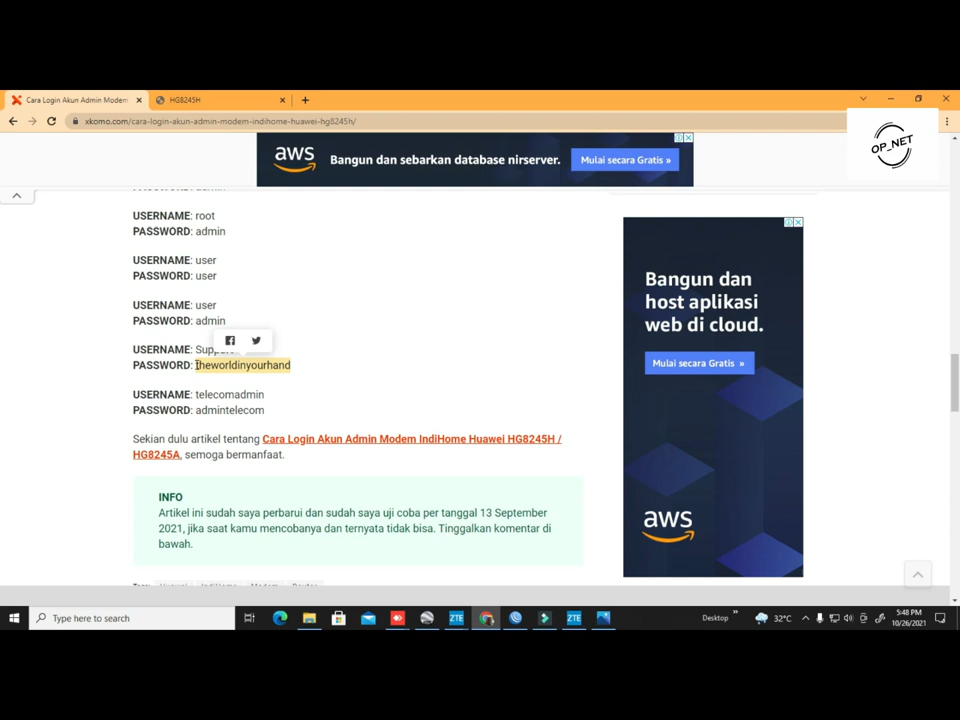 Cara Login Akun Admin Modem
HG8245H
xkomo.com/cara-login-akun-admin-modem-indihome-huawei-hg8245h/
OP_NET
aws
Bangun dan sebarkan database nirserver.
Mulai secara Gratis »
USERNAME: root
PASSWORD: admin
USERNAME: user
PASSWORD: user
USERNAME: user
PASSWORD: admin
USERNAME: Support
PASSWORD: theworldinyourhand
USERNAME: telecomadmin
PASSWORD: admintelecom
Sekian dulu artikel tentang Cara Login Akun Admin Modem IndiHome Huawei HG8245H /
HG8245A, semoga bermanfaat.
INFO
Artikel ini sudah saya perbarui dan sudah saya uji coba per tanggal 13 September
2021, jika saat kamu mencobanya dan ternyata tidak bisa. Tinggalkan komentar di
bawah.
Bangun dan
host aplikasi
web di cloud.
Mulai secara Gratis »
aws
Type here to search
ZTE
ZTE
Desktop
32°C
5:48 PM
10/26/2021